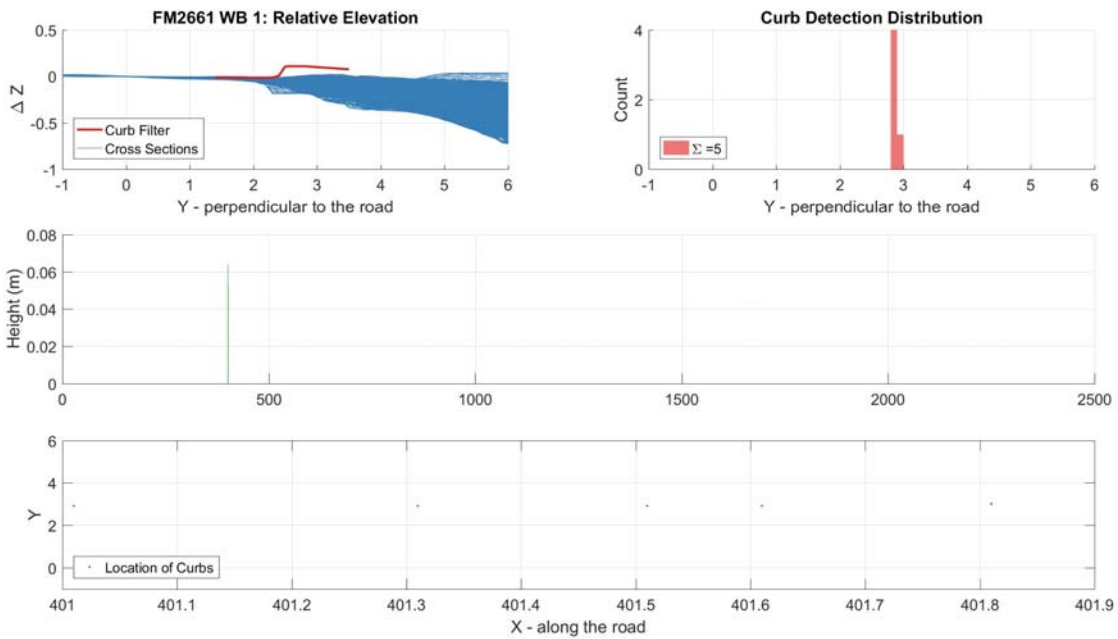 FM2661 WB 1: Relative Elevation
0.5
0
-0.5
-1
Δ Z
Curb Filter
Cross Sections
-1 0 1 2 3 4 5 6
Y - perpendicular to the road
Curb Detection Distribution
4
2
0
Count
Σ =5
-1 0 1 2 3 4 5 6
Y - perpendicular to the road
0.08
0.06
0.04
0.02
0
Height (m)
0 500 1000 1500 2000 2500
6
4
2
0
Y
Location of Curbs
401 401.1 401.2 401.3 401.4 401.5 401.6 401.7 401.8 401.9
X - along the road